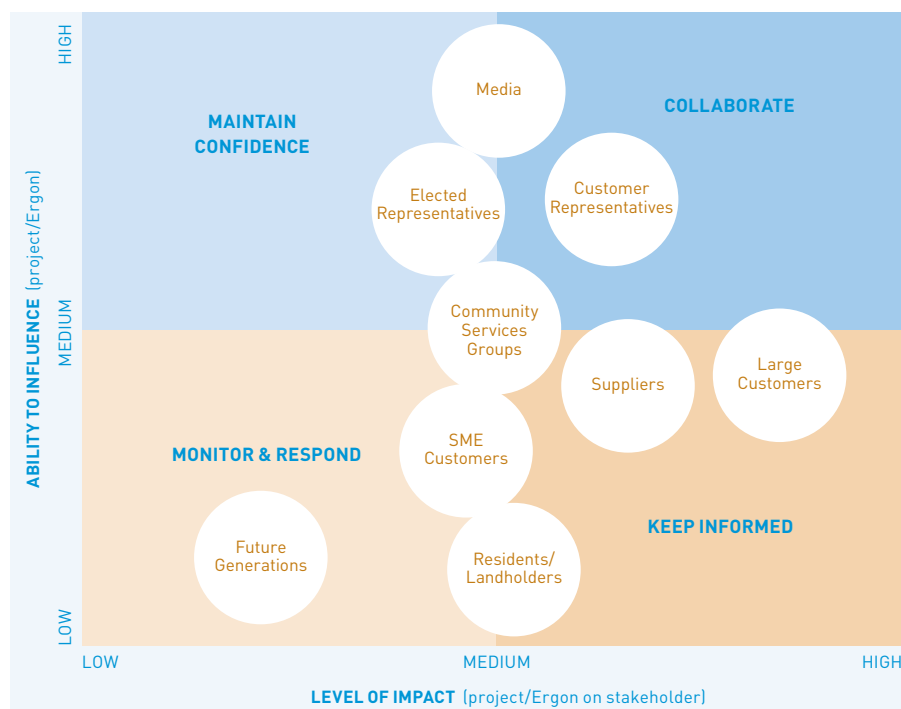 HIGH
Media
COLLABORATE
MAINTAIN
CONFIDENCE
Elected
Representatives
Customer
Representatives
ABILITY TO INFLUENCE (project/Ergon)
MEDIUM
Community
Services
Groups
Suppliers
Large
Customers
SME
Customers
MONITOR & RESPOND
KEEP INFORMED
Future
Generations
Residents/
Landholders
LOW
LOW
MEDIUM
HIGH
LEVEL OF IMPACT (project/Ergon on stakeholder)